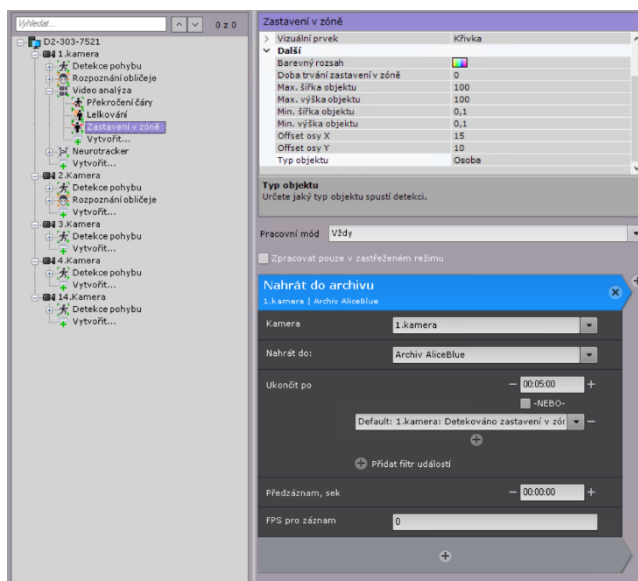 Vyhledat...
0 z 0
D2-303-7521
1.kamera
Detekce pohybu
Rozpoznání obličeje
Video analýza
Překročení čáry
Lelkování
Zastavení v zóně
Vytvořit...
Neurotracker
Vytvořit...
2.Kamera
Detekce pohybu
Rozpoznání obličeje
Vytvořit...
3.Kamera
Detekce pohybu
Vytvořit...
4.Kamera
Detekce pohybu
Vytvořit...
14.Kamera
Detekce pohybu
Vytvořit...
Zastavení v zóně
Vizuální prvek Křivka
Další
Barevný rozsah
Doba trvání zastavení v zóně 0
Max. šířka objektu 100
Max. výška objektu 100
Min. šířka objektu 0,1
Min. výška objektu 0,1
Offset osy X 15
Offset osy Y 10
Typ objektu Osoba
Typ objektu
Určete jaký typ objektu spustí detekci.
Pracovní mód Vždy
Zpracovat pouze v zastřeženém režimu
Nahrát do archivu
1.kamera | Archiv AliceBlue
Kamera 1.kamera
Nahrát do: Archiv AliceBlue
Ukončit po 00:05:00
-NEBO-
Default: 1.kamera: Detekováno zastavení v zór
Přidat filtr událostí
Předzáznam, sek 00:00:00
FPS pro záznam 0